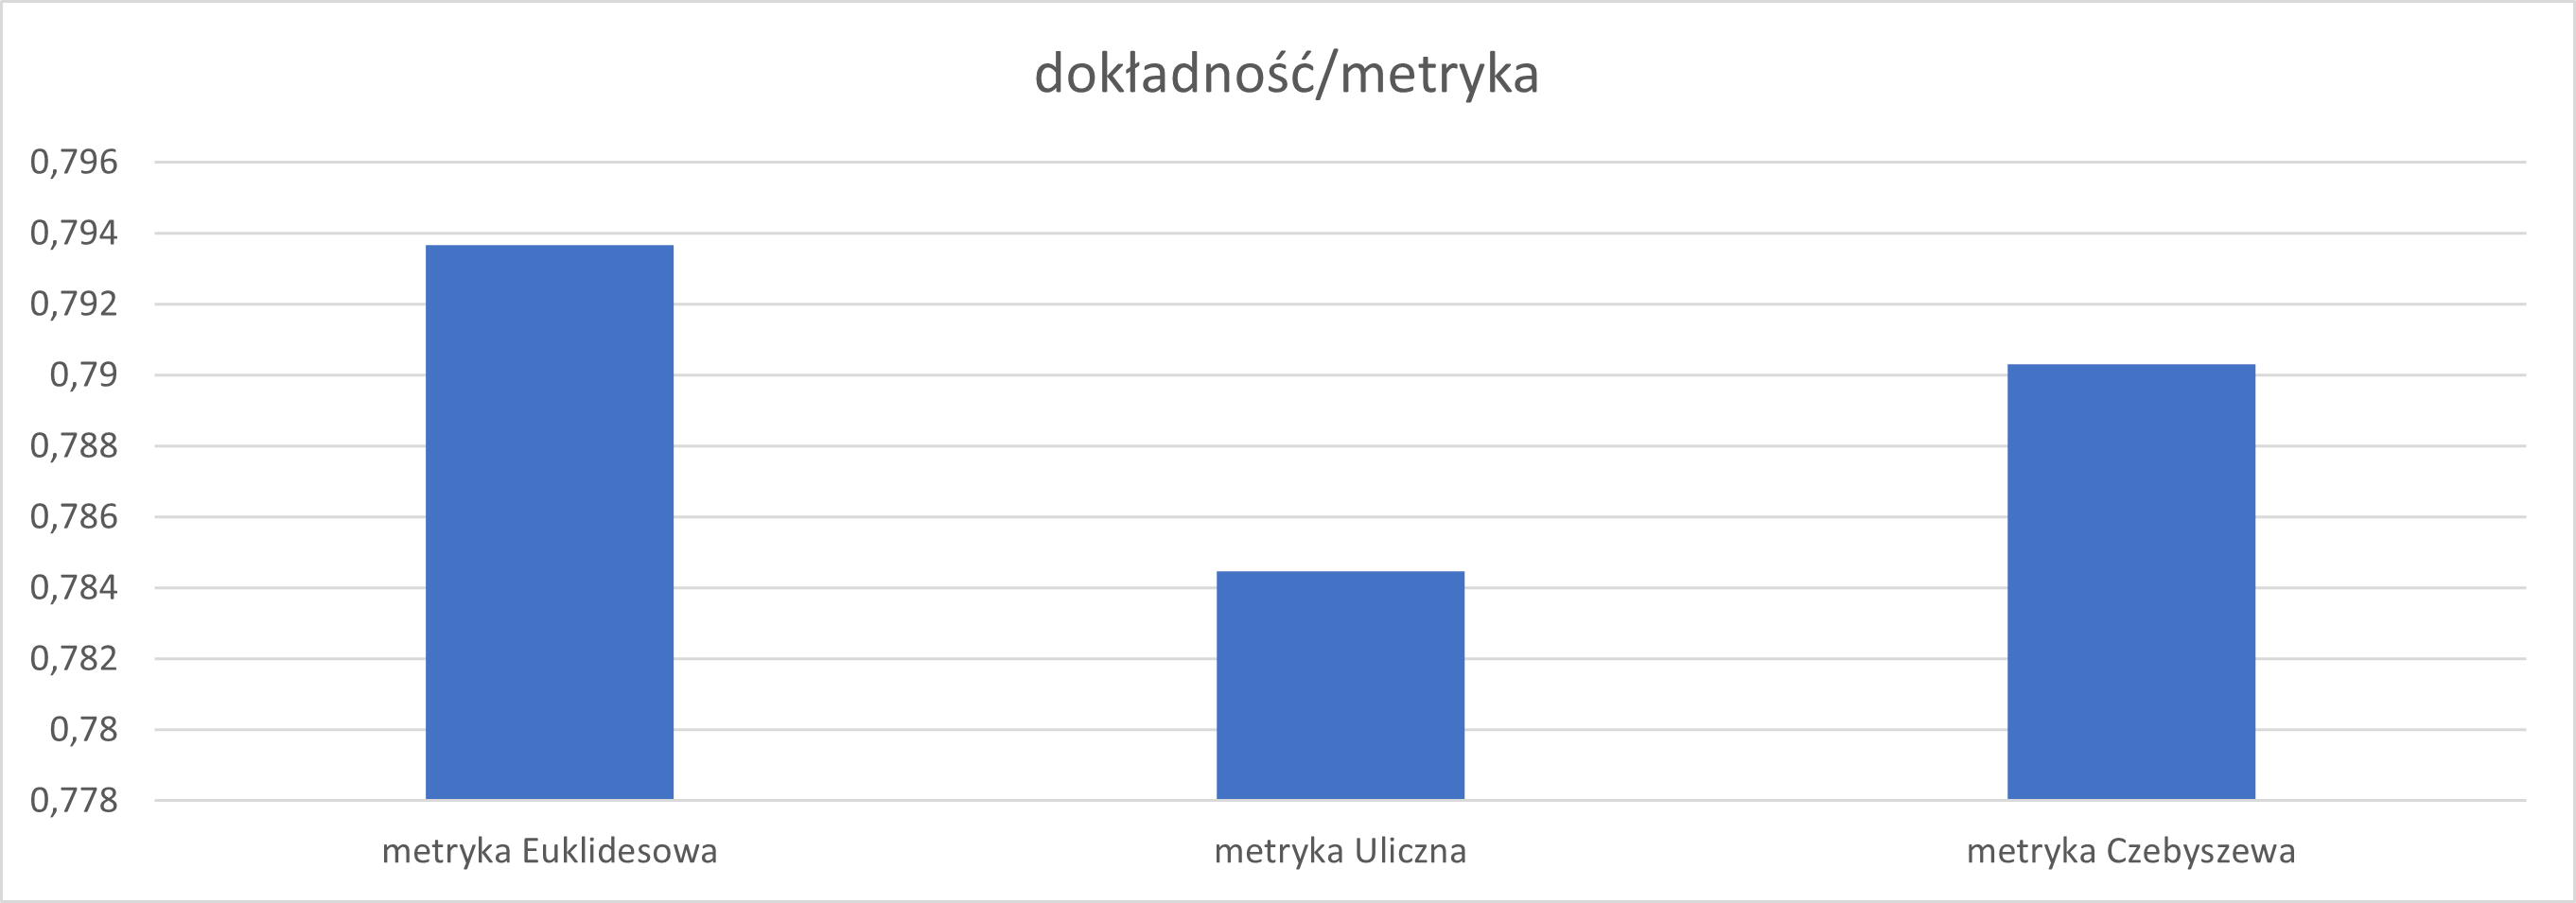 dokładność/metryka
0,796
0,794
0,792
0,79
0,788
0,786
0,784
0,782
0,78
0,778
metryka Euklidesowa
metryka Uliczna
metryka Czebyszewa